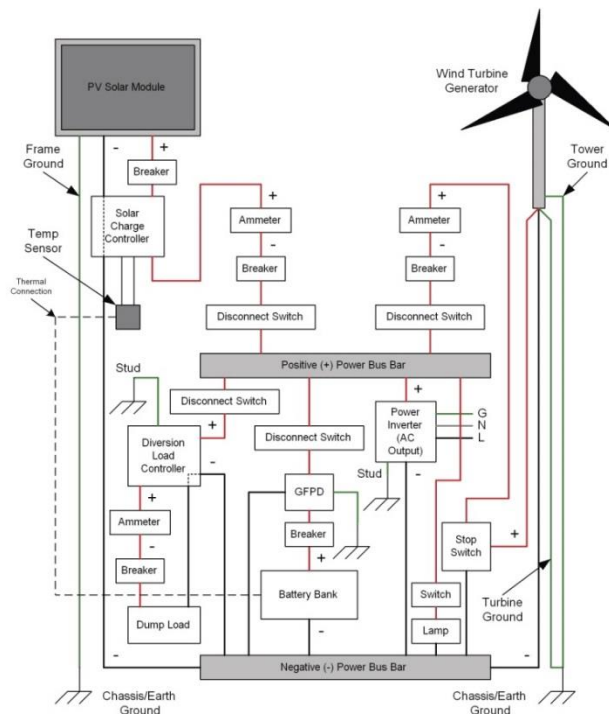 PV Solar Module
Wind Turbine
Generator
Frame
Ground
-
+
Breaker
Tower
Ground
Solar
Charge
Controller
+
Ammeter
-
Breaker
Disconnect Switch
+
Ammeter
-
Breaker
Disconnect Switch
Temp
Sensor
Thermal
Connection
Positive (+) Power Bus Bar
Stud
Disconnect Switch
+
Diversion
Load
Controller
-
Disconnect Switch
+
Power
Inverter
(AC
Output)
G
N
L
Stud
-
GFPD
+
Ammeter
-
Breaker
Dump Load
Breaker
+
Battery Bank
-
Stop
Switch
+
Switch
Lamp
-
Turbine
Ground
-
Negative (-) Power Bus Bar
-
Chassis/Earth
Ground
Chassis/Earth
Ground